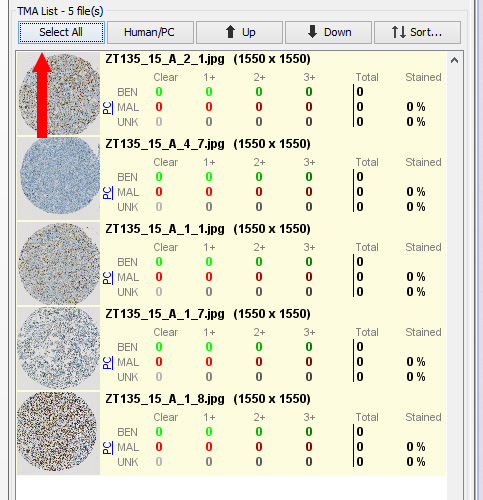 TMA List - 5 file(s)
Select All Human/PC Up Down Sort...
ZT135_15_A_2_1.jpg (1550 x 1550)
Clear 1+ 2+ 3+ Total Stained
BEN 0 0 0 0 0
PC MAL 0 0 0 0 0 0 %
UNK 0 0 0 0 0 0 %
ZT135_15_A_4_7.jpg (1550 x 1550)
Clear 1+ 2+ 3+ Total Stained
BEN 0 0 0 0 0
PC MAL 0 0 0 0 0 0 %
UNK 0 0 0 0 0 0 %
ZT135_15_A_1_1.jpg (1550 x 1550)
Clear 1+ 2+ 3+ Total Stained
BEN 0 0 0 0 0
PC MAL 0 0 0 0 0 0 %
UNK 0 0 0 0 0 0 %
ZT135_15_A_1_7.jpg (1550 x 1550)
Clear 1+ 2+ 3+ Total Stained
BEN 0 0 0 0 0
PC MAL 0 0 0 0 0 0 %
UNK 0 0 0 0 0 0 %
ZT135_15_A_1_8.jpg (1550 x 1550)
Clear 1+ 2+ 3+ Total Stained
BEN 0 0 0 0 0
PC MAL 0 0 0 0 0 0 %
UNK 0 0 0 0 0 0 %